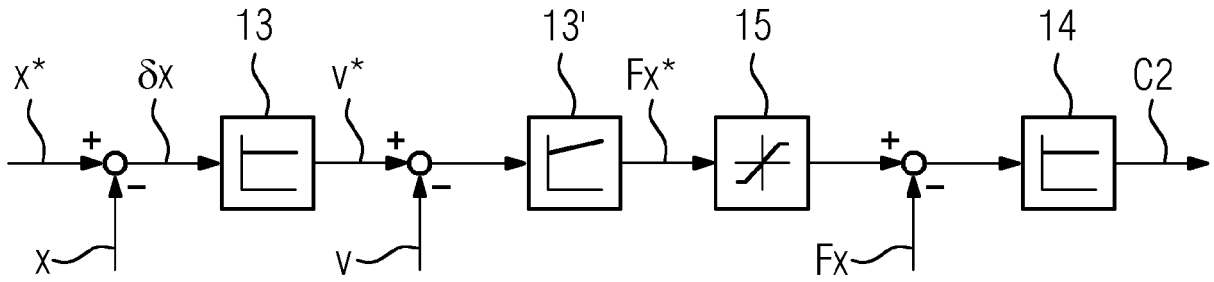 13 13' 15 14
x* δx v* Fx* C2
+ + +
− − −
x v Fx